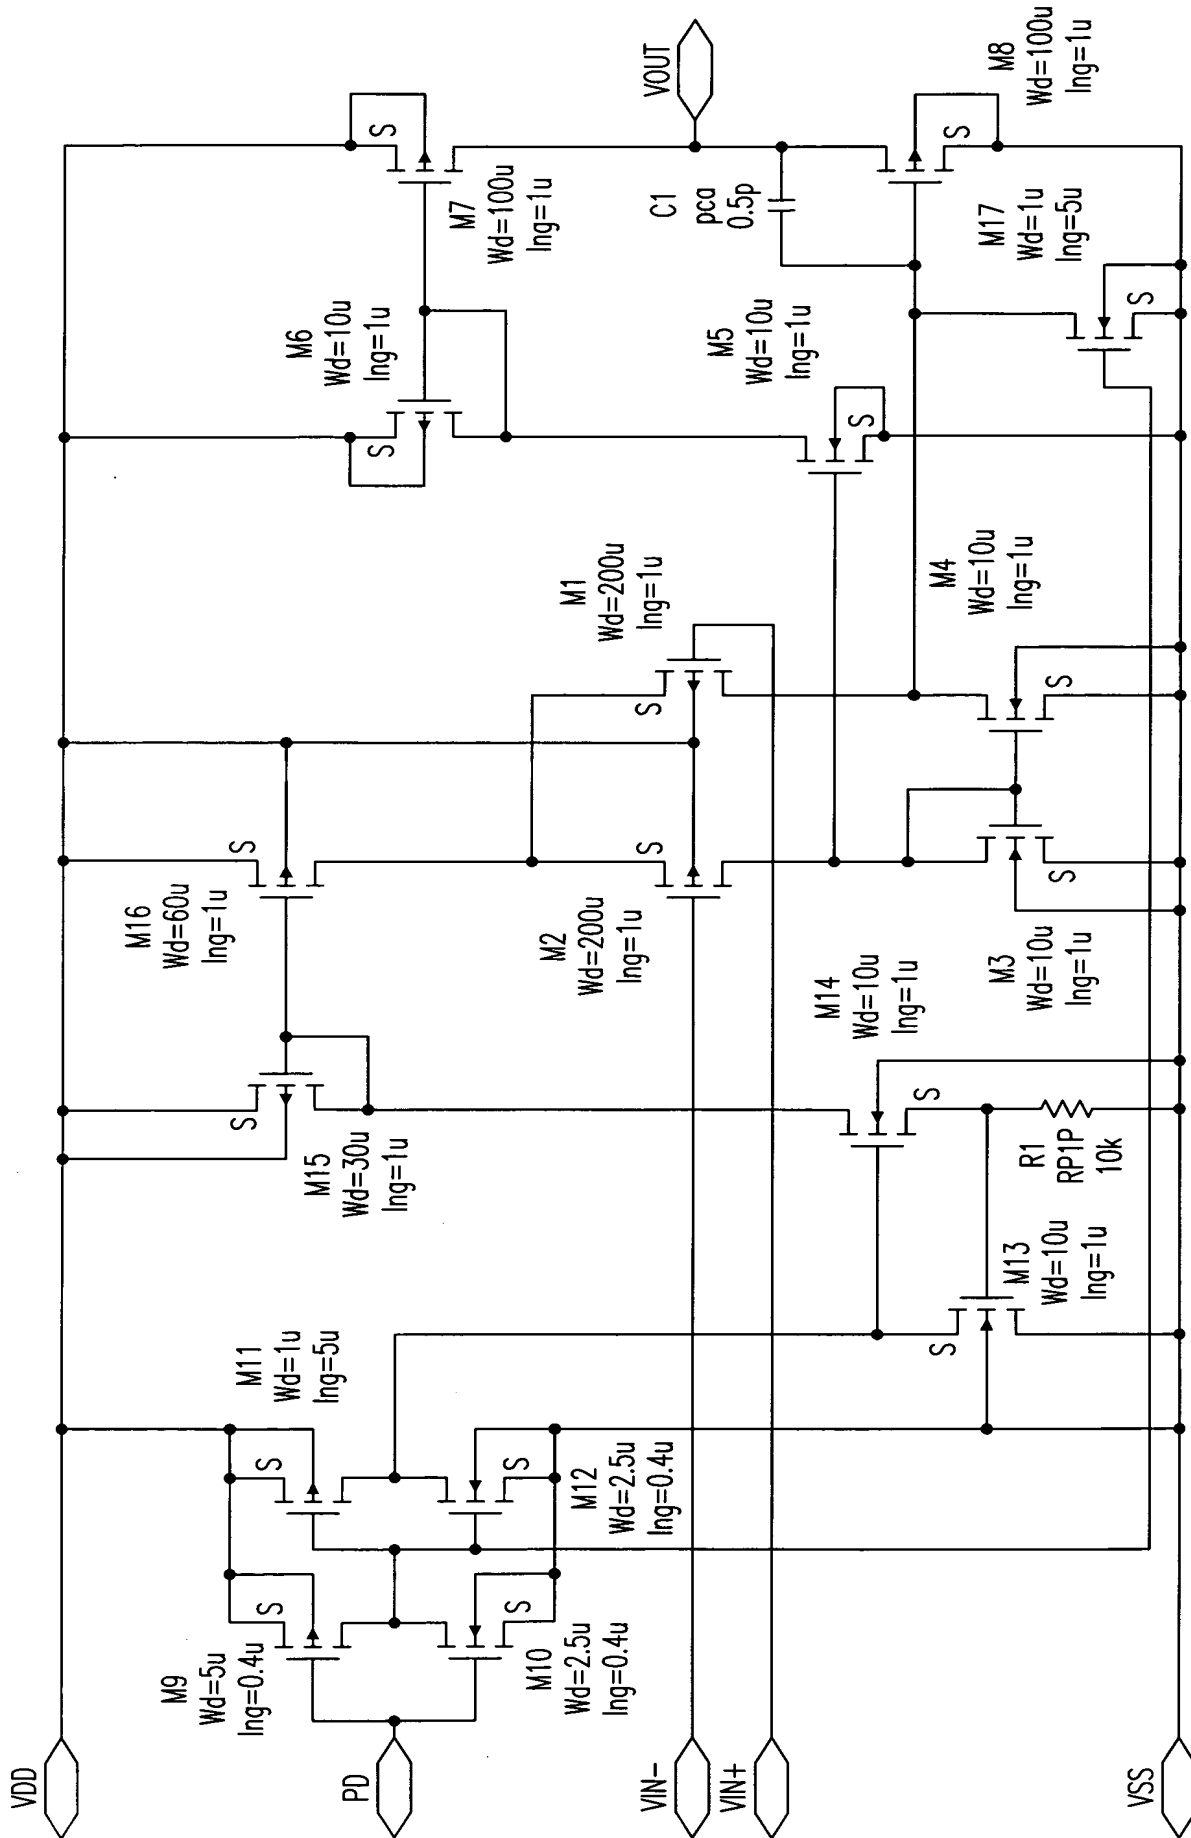 VDD
PD
VIN-
VIN+
VSS
M9
Wd=5u
lng=0.4u
S
M10
Wd=2.5u
lng=0.4u
S
M11
Wd=1u
lng=5u
S
M12
Wd=2.5u
lng=0.4u
S
M13
Wd=10u
lng=1u
S
R1
RP1P
10k
M15
Wd=30u
lng=1u
S
M14
Wd=10u
lng=1u
S
M16
Wd=60u
lng=1u
S
M2
Wd=200u
lng=1u
S
M3
Wd=10u
lng=1u
S
M1
Wd=200u
lng=1u
S
M4
Wd=10u
lng=1u
S
M6
Wd=10u
lng=1u
S
M5
Wd=10u
lng=1u
S
M7
Wd=100u
lng=1u
S
C1
pca
0.5p
M17
Wd=1u
lng=5u
S
VOUT
M8
Wd=100u
lng=1u
S